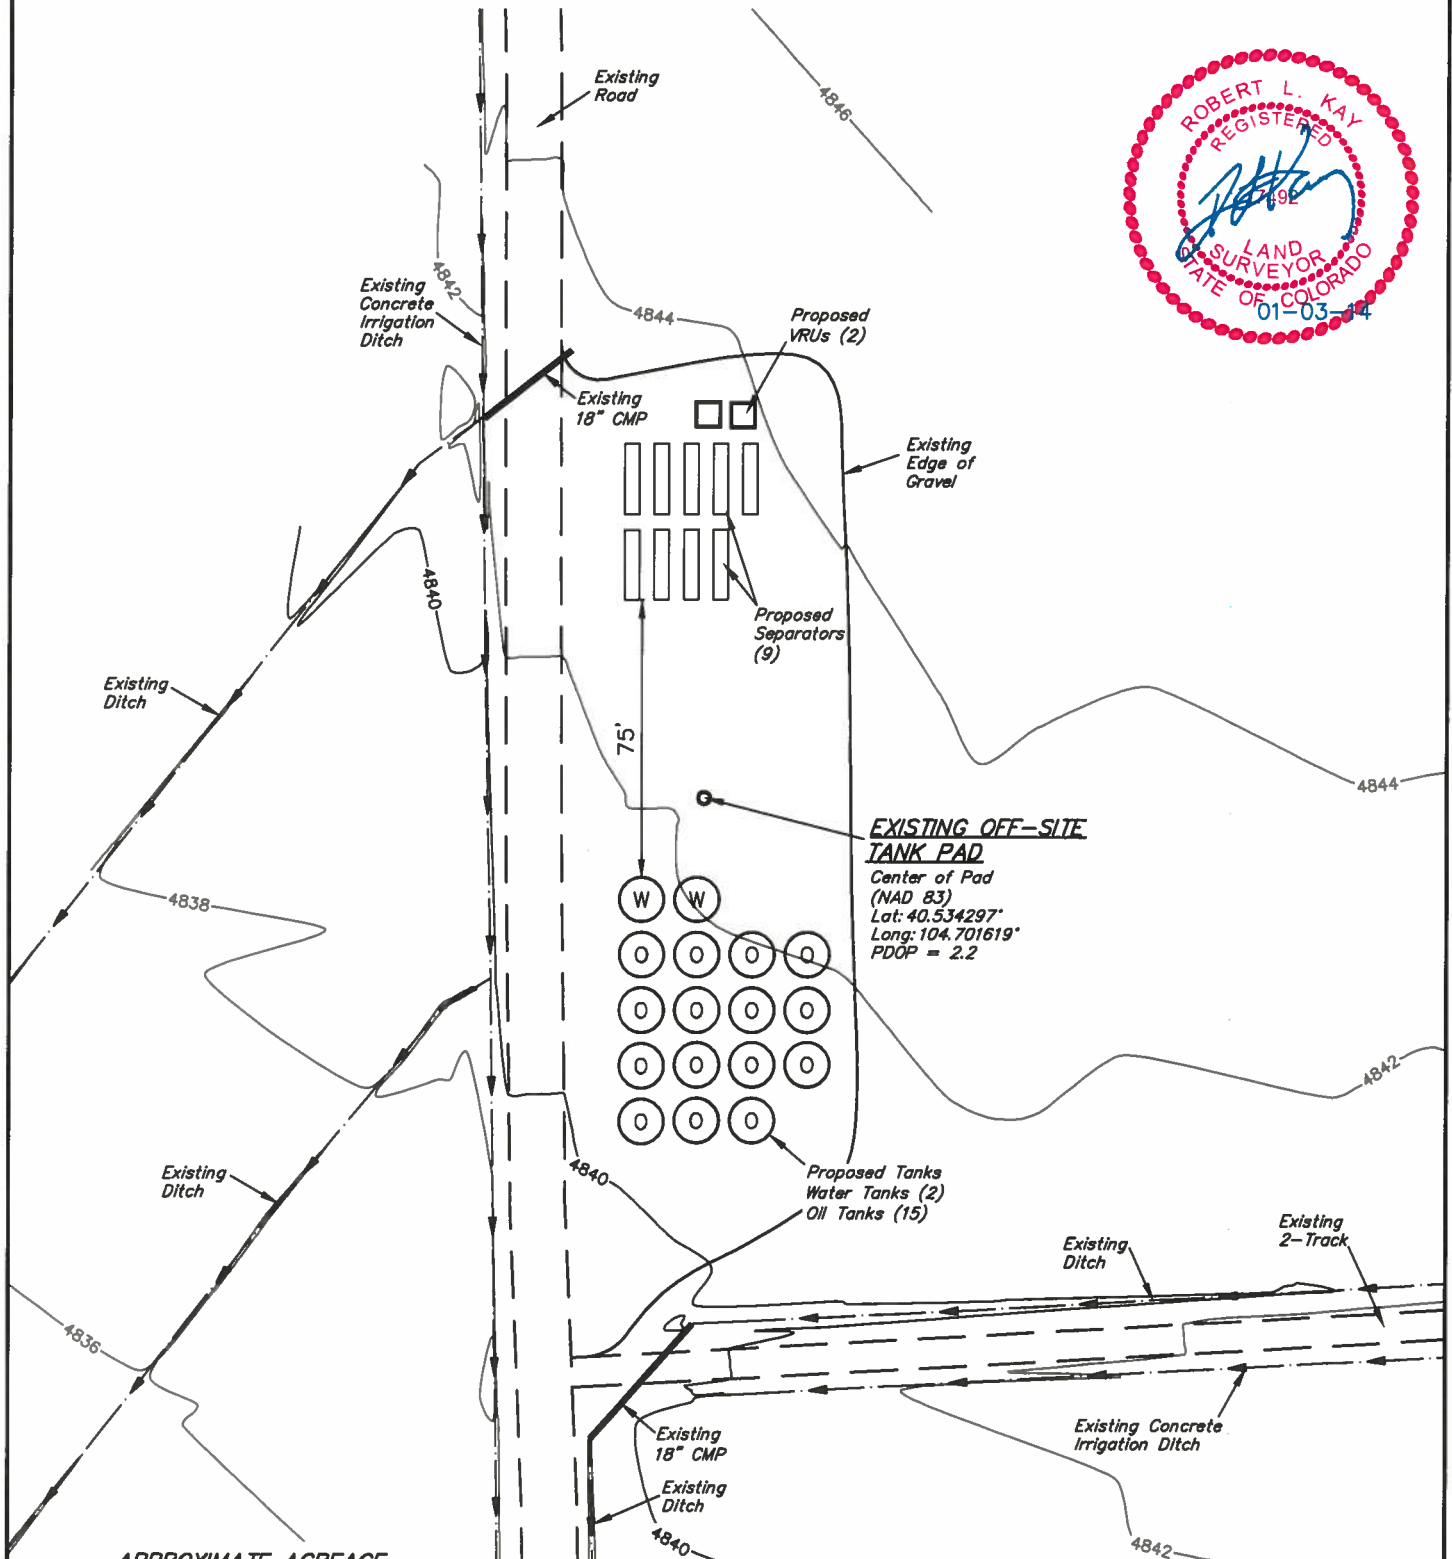 Existing
Road
4846
ROBERT L. KAY
REGISTERED
LAND
SURVEYOR
STATE OF COLORADO
01-03-14
4842
Existing
Concrete
Irrigation
Ditch
4844
Proposed
VRUs (2)
Existing
18" CMP
Existing
Edge of
Gravel
4840
Proposed
Separators
(9)
Existing
Ditch
75'
4844
EXISTING OFF-SITE
TANK PAD
Center of Pad
(NAD 83)
Lat: 40.534297°
Long: 104.701619°
PDOP = 2.2
4838
W W
O O O O
O O O O
O O O O
O O O
4842
Existing
Ditch
4840
Proposed Tanks
Water Tanks (2)
Oil Tanks (15)
Existing
Ditch
Existing
2-Track
4836
Existing
18" CMP
Existing Concrete
Irrigation Ditch
Existing
Ditch
4840
4842
APPROXIMATE ACREAGE